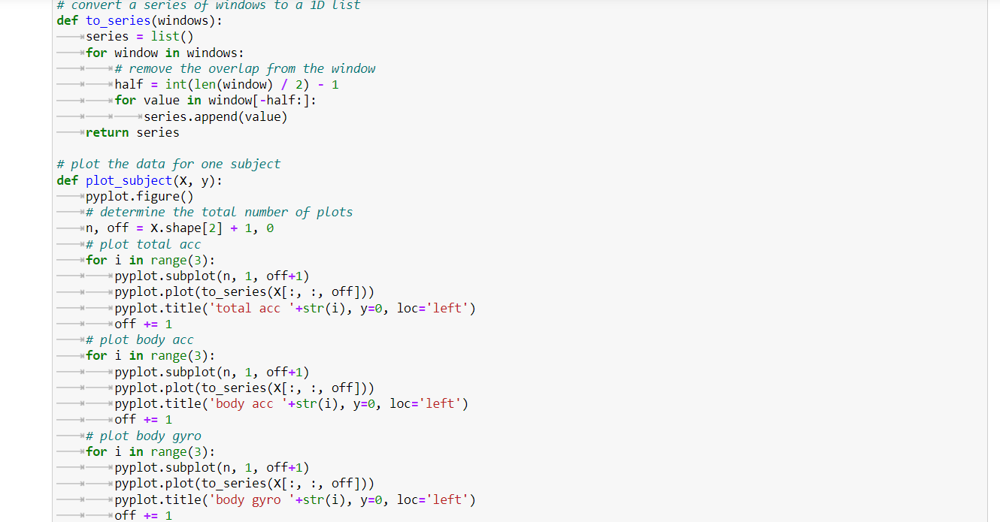 # convert a series of windows to a 1D list
def to_series(windows):
	series = list()
	for window in windows:
		# remove the overlap from the window
		half = int(len(window) / 2) - 1
		for value in window[-half:]:
			series.append(value)
	return series

# plot the data for one subject
def plot_subject(X, y):
	pyplot.figure()
	# determine the total number of plots
	n, off = X.shape[2] + 1, 0
	# plot total acc
	for i in range(3):
		pyplot.subplot(n, 1, off+1)
		pyplot.plot(to_series(X[:, :, off]))
		pyplot.title('total acc '+str(i), y=0, loc='left')
		off += 1
	# plot body acc
	for i in range(3):
		pyplot.subplot(n, 1, off+1)
		pyplot.plot(to_series(X[:, :, off]))
		pyplot.title('body acc '+str(i), y=0, loc='left')
		off += 1
	# plot body gyro
	for i in range(3):
		pyplot.subplot(n, 1, off+1)
		pyplot.plot(to_series(X[:, :, off]))
		pyplot.title('body gyro '+str(i), y=0, loc='left')
		off += 1